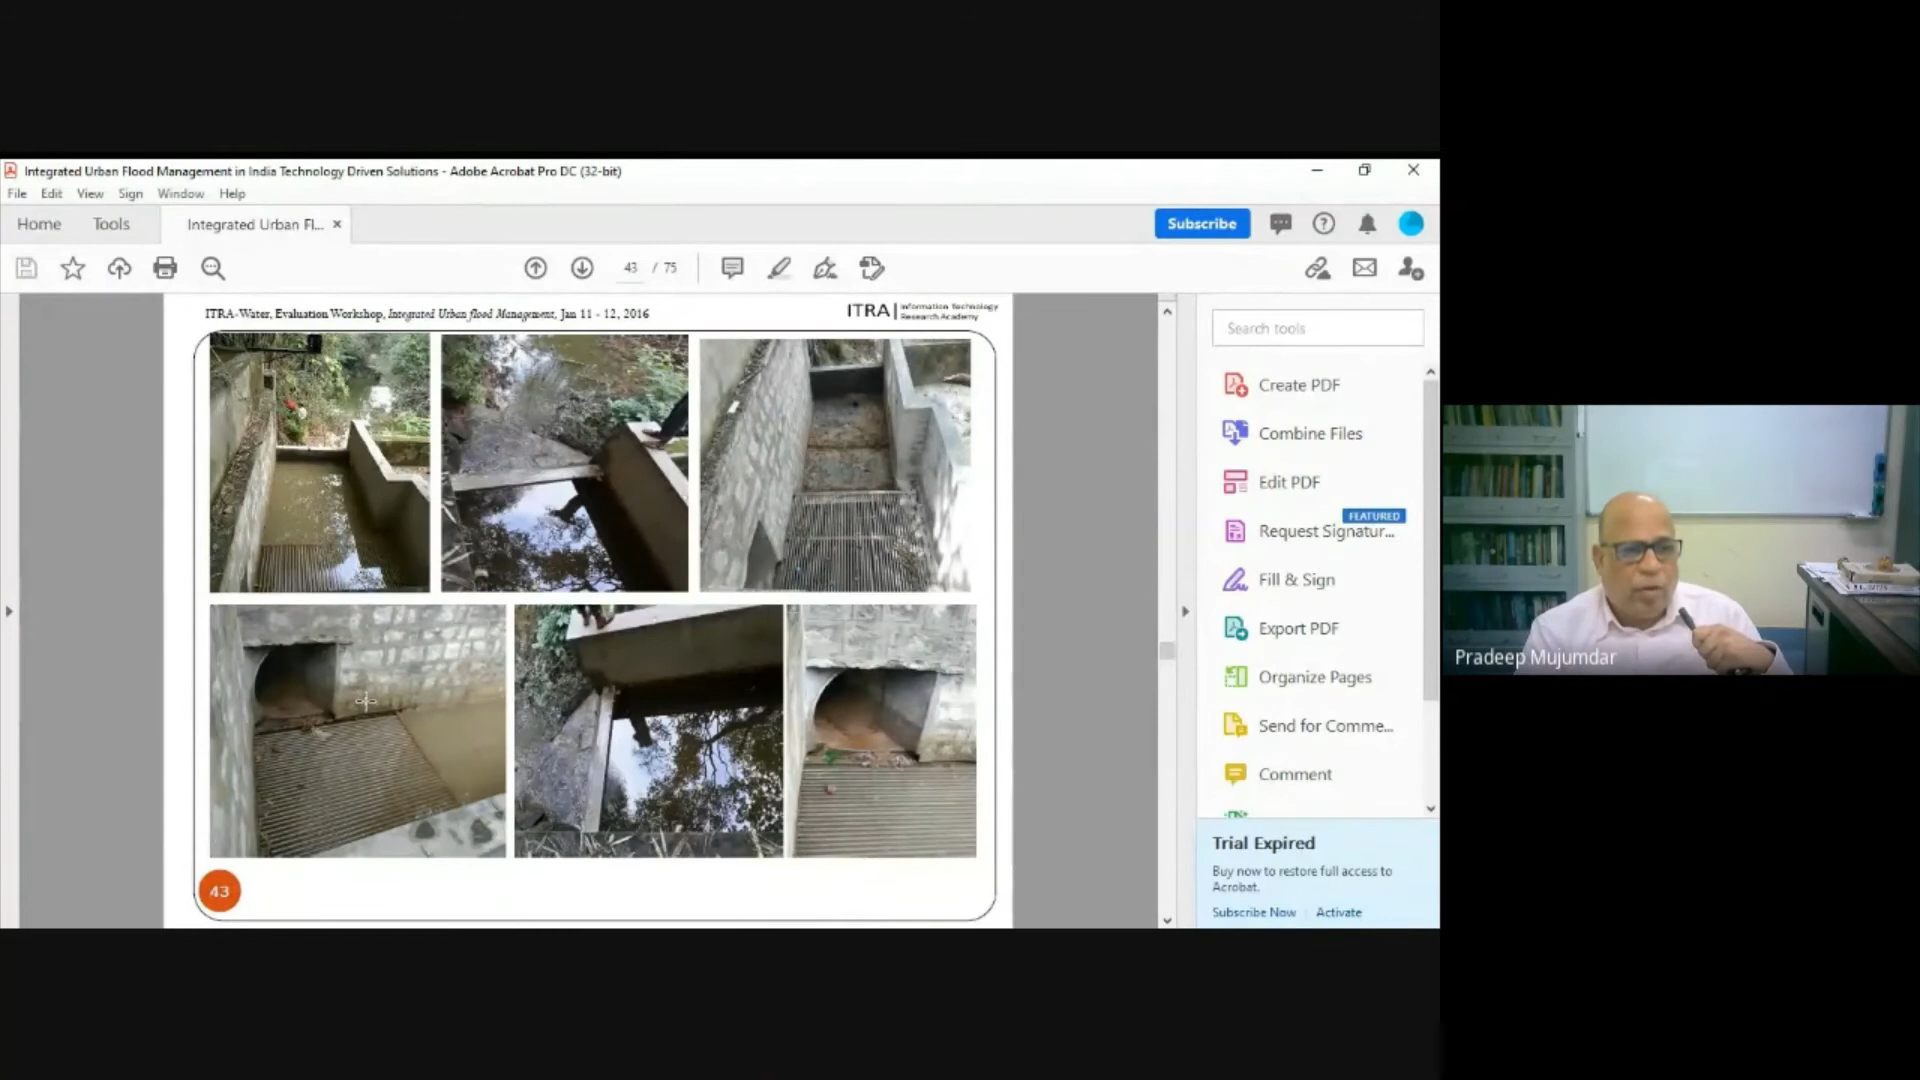 Integrated Urban Flood Management in India Technology Driven Solutions - Adobe Acrobat Pro DC (32-bit)
File Edit View Sign Window Help
Home Tools Integrated Urban Fl... ×
Subscribe
43 / 75
ITRA-Water, Evaluation Workshop, Integrated Urban flood Management, Jan 11 - 12, 2016
ITRA | Information Technology
Research Academy
43
Search tools
Create PDF
Combine Files
Edit PDF
FEATURED
Request Signatur...
Fill & Sign
Export PDF
Organize Pages
Send for Comme...
Comment
Trial Expired
Buy now to restore full access to
Acrobat.
Subscribe Now | Activate
Pradeep Mujumdar